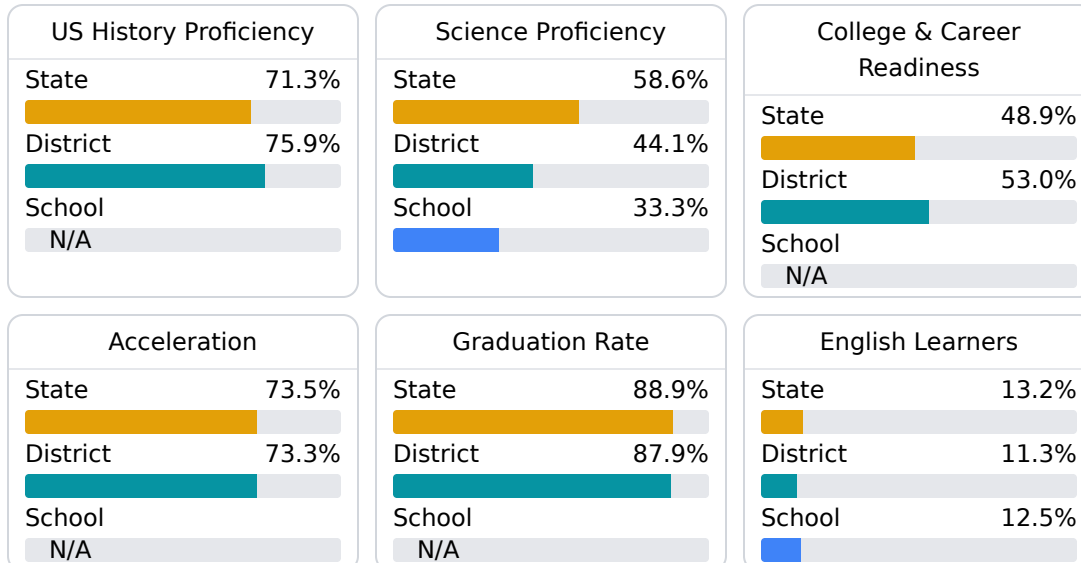 US History Proficiency
State 71.3%
District 75.9%
School
N/A
Science Proficiency
State 58.6%
District 44.1%
School 33.3%
College & Career
Readiness
State 48.9%
District 53.0%
School
N/A
Acceleration
State 73.5%
District 73.3%
School
N/A
Graduation Rate
State 88.9%
District 87.9%
School
N/A
English Learners
State 13.2%
District 11.3%
School 12.5%